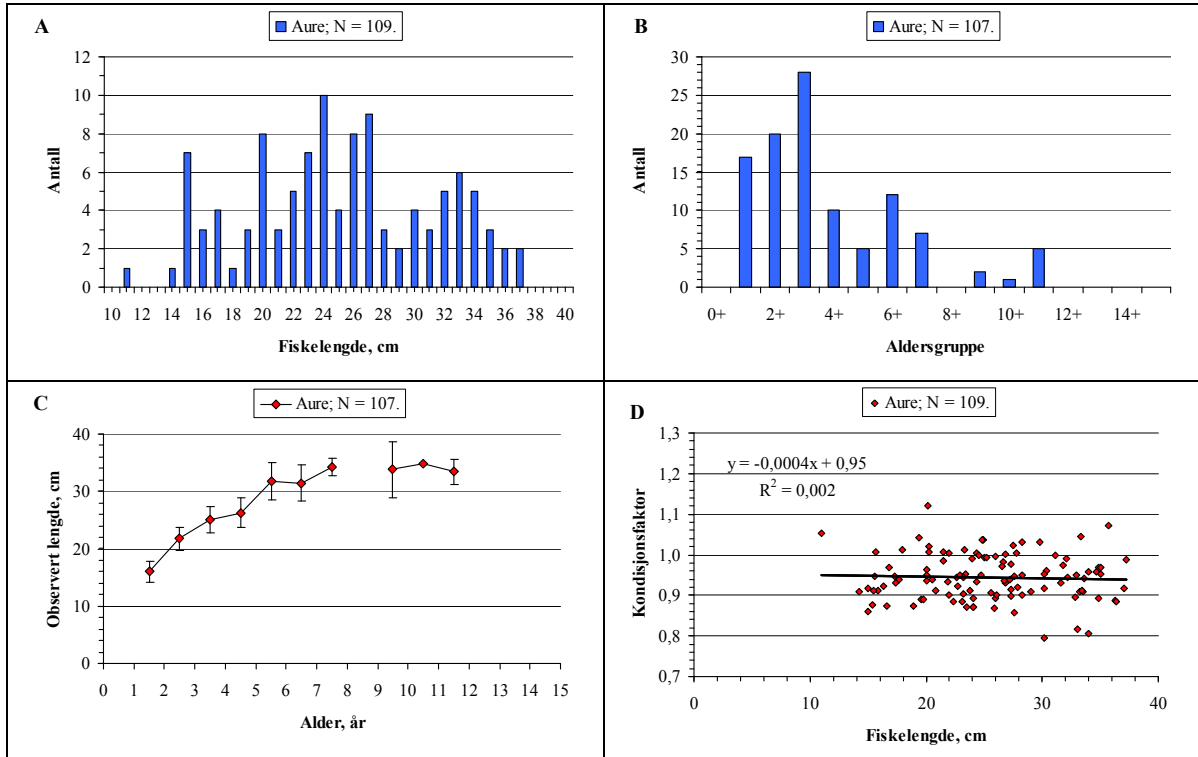 A
Aure; N = 109.
12
10
8
6
4
2
0
Antall
10 12 14 16 18 20 22 24 26 28 30 32 34 36 38 40
Fiskelengde, cm
B
Aure; N = 107.
30
25
20
15
10
5
0
Antall
0+ 2+ 4+ 6+ 8+ 10+ 12+ 14+
Aldersgruppe
C
Aure; N = 107.
40
30
20
10
0
Observert lengde, cm
0 1 2 3 4 5 6 7 8 9 10 11 12 13 14 15
Alder, år
D
Aure; N = 109.
1,3
1,2
1,1
1,0
0,9
0,8
0,7
Kondisjonsfaktor
y = -0,0004x + 0,95
R² = 0,002
0 10 20 30 40
Fiskelengde, cm